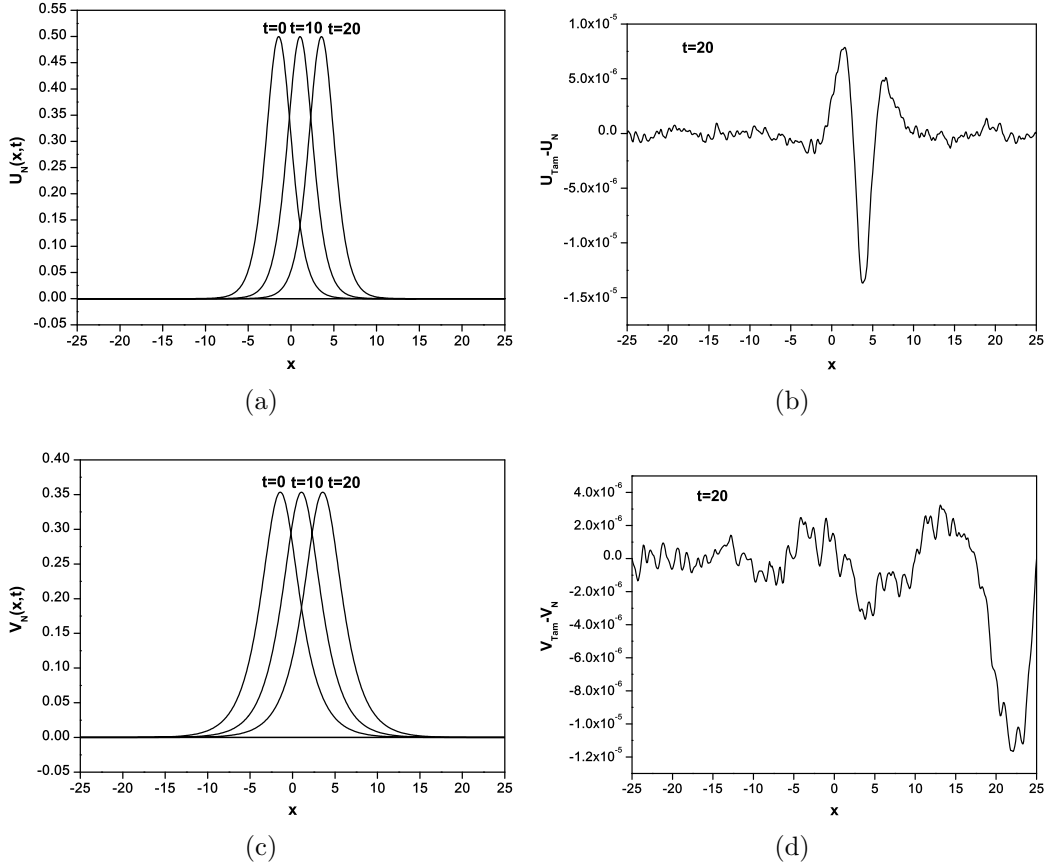 0.55
0.50
0.45
0.40
0.35
0.30
0.25
0.20
0.15
0.10
0.05
0.00
-0.05
U_N(x,t)
t=0 t=10 t=20
-25 -20 -15 -10 -5 0 5 10 15 20 25
x
(a)
1.0x10^-5
5.0x10^-6
0.0
-5.0x10^-6
-1.0x10^-5
-1.5x10^-5
U_Tam-U_N
t=20
-25 -20 -15 -10 -5 0 5 10 15 20 25
x
(b)
0.40
0.35
0.30
0.25
0.20
0.15
0.10
0.05
0.00
-0.05
V_N(x,t)
t=0 t=10 t=20
-25 -20 -15 -10 -5 0 5 10 15 20 25
x
(c)
4.0x10^-6
2.0x10^-6
0.0
-2.0x10^-6
-4.0x10^-6
-6.0x10^-6
-8.0x10^-6
-1.0x10^-5
-1.2x10^-5
V_Tam-V_N
t=20
-25 -20 -15 -10 -5 0 5 10 15 20 25
x
(d)